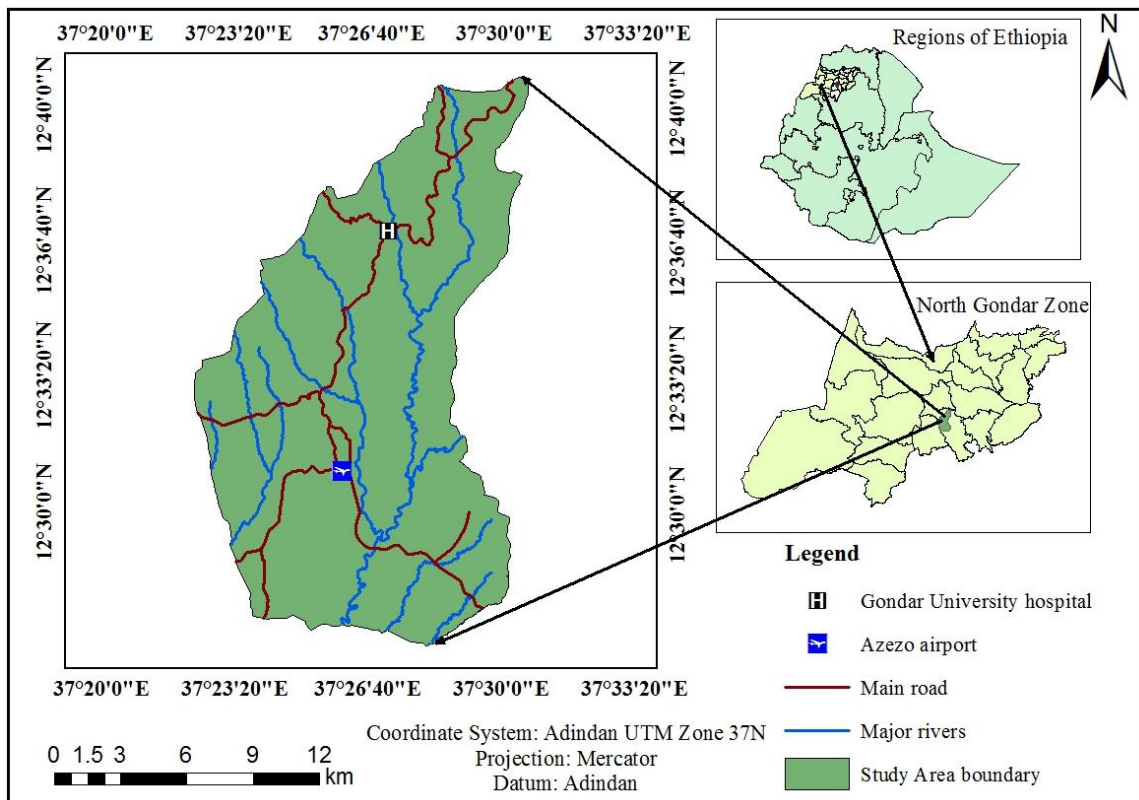 37°20'0"E 37°23'20"E 37°26'40"E 37°30'0"E 37°33'20"E
12°40'0"N
12°36'40"N
12°33'20"N
12°30'0"N
12°40'0"N
12°36'40"N
12°33'20"N
12°30'0"N
H
37°20'0"E 37°23'20"E 37°26'40"E 37°30'0"E 37°33'20"E
N
Regions of Ethiopia
North Gondar Zone
Legend
H Gondar University hospital
Azezo airport
Main road
Major rivers
Study Area boundary
Coordinate System: Adindan UTM Zone 37N
Projection: Mercator
Datum: Adindan
0 1.5 3 6 9 12
km